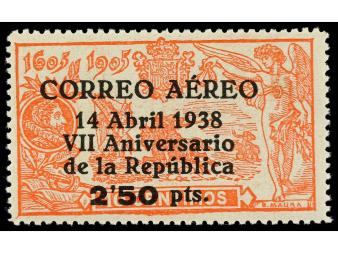 1605 1905
CORREO AÉREO
14 Abril 1938
VII Aniversario
de la República
2'50 pts.
B. MAURA